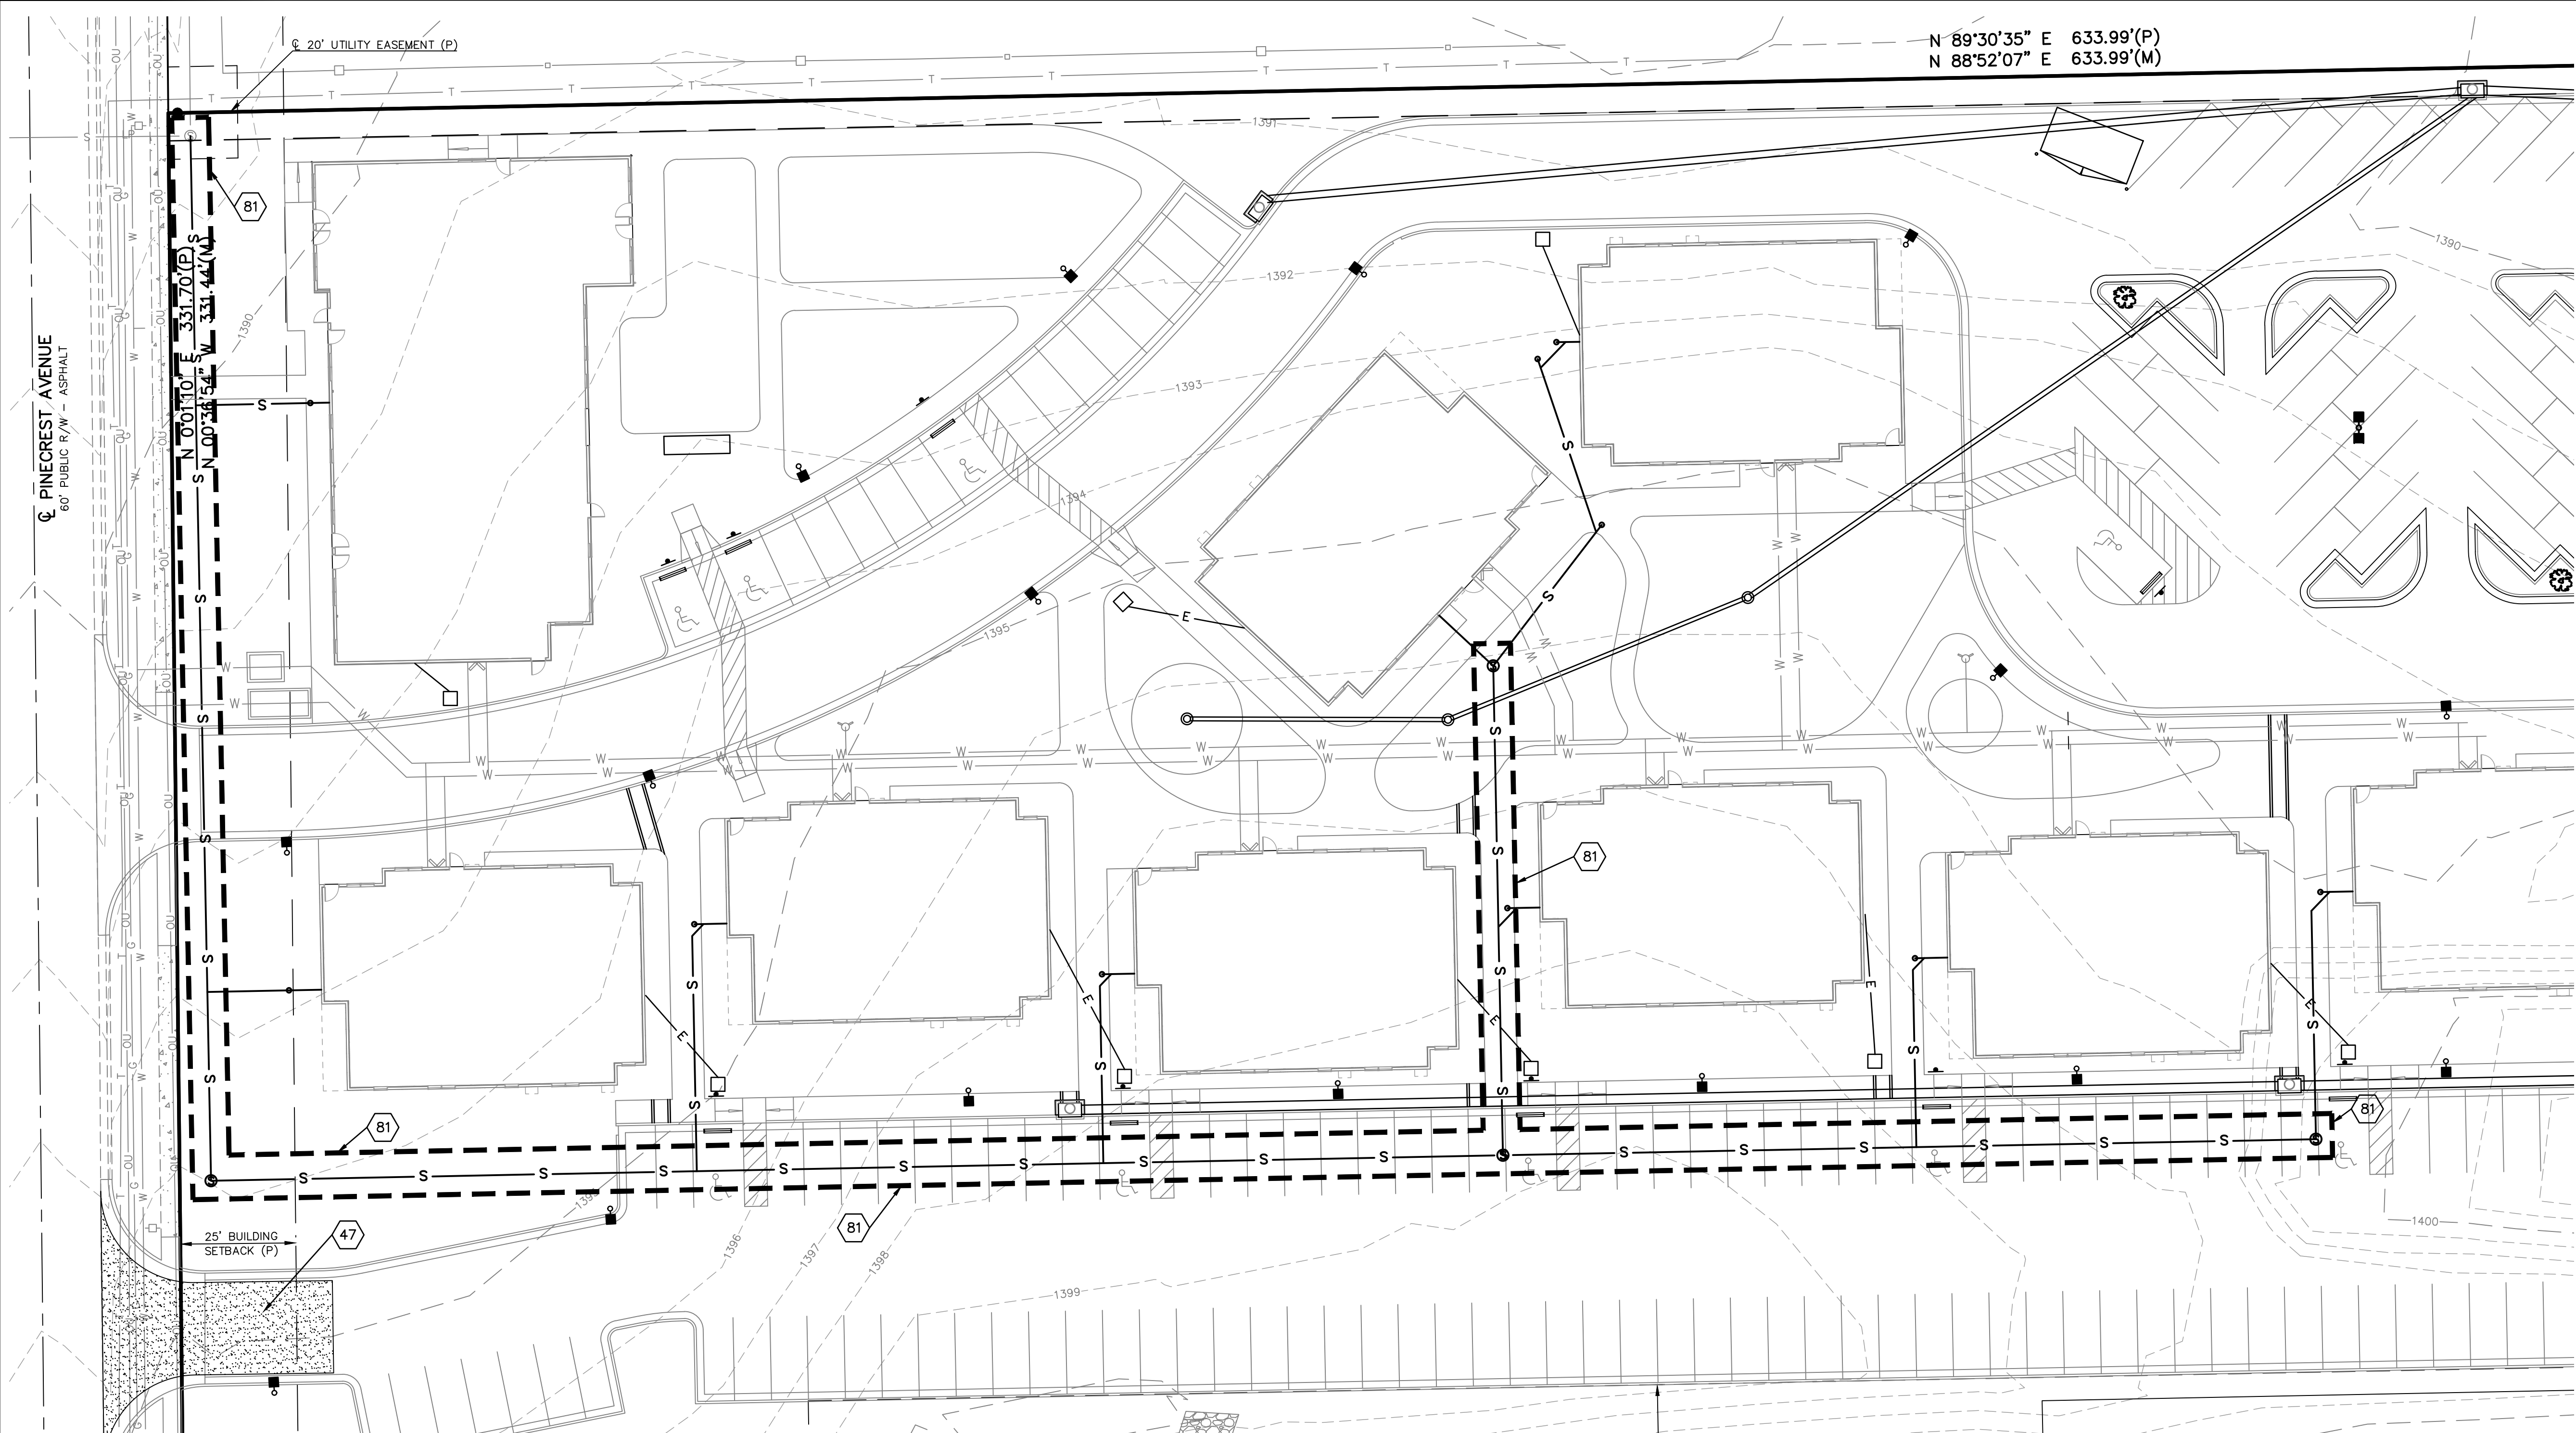 ℄ 20' UTILITY EASEMENT (P)
N 89°30'35" E 633.99'(P)
N 88°52'07" E 633.99'(M)
T T T T T T T T T T T T
1391
81
N 0°01'10" E 331.70'(P)
N 00°36'54" W 331.44'(M)
℄ PINECREST AVENUE
60' PUBLIC R/W - ASPHALT
1390
1390
1392
1393
1394
1395
S
S
S
E
W W W W W W W W W W W W W W W W W
W W W W W W W W W W W W W W W W
81
E
E
E
E
E
S
S
S
S
S
81
81
S S S S S S S S S S S S S S S S S
1395
81
25' BUILDING
SETBACK (P)
47
1396
1397
1398
1399
1400